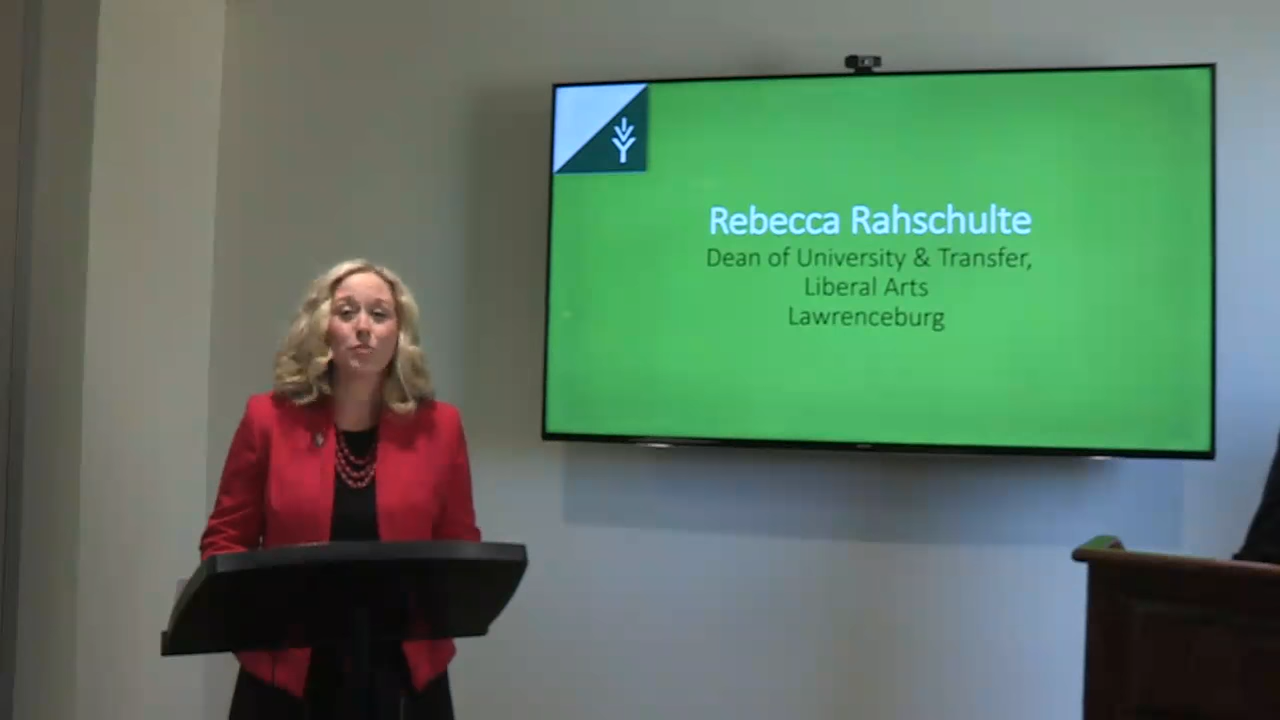 Rebecca Rahschulte
Dean of University & Transfer,
Liberal Arts
Lawrenceburg